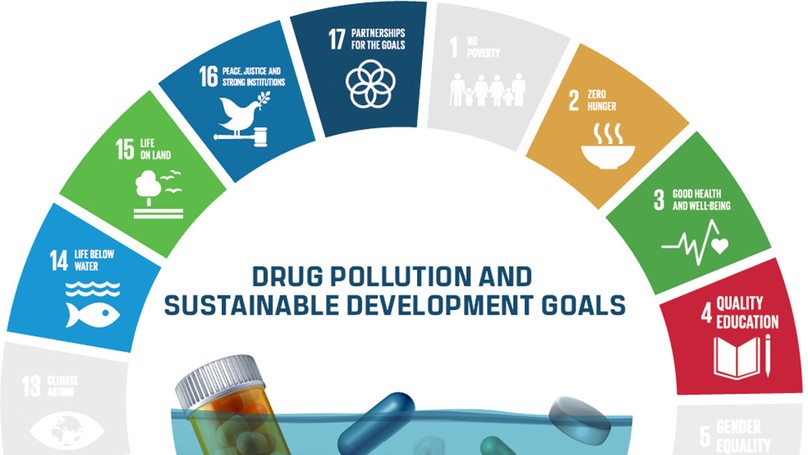 17 PARTNERSHIPS
FOR THE GOALS
1 NO
POVERTY
16 PEACE, JUSTICE AND
STRONG INSTITUTIONS
2 ZERO
HUNGER
15 LIFE
ON LAND
3 GOOD HEALTH
AND WELL-BEING
14 LIFE BELOW
WATER
DRUG POLLUTION AND
SUSTAINABLE DEVELOPMENT GOALS
4 QUALITY
EDUCATION
13 CLIMATE
ACTION
5 GENDER
EQUALITY